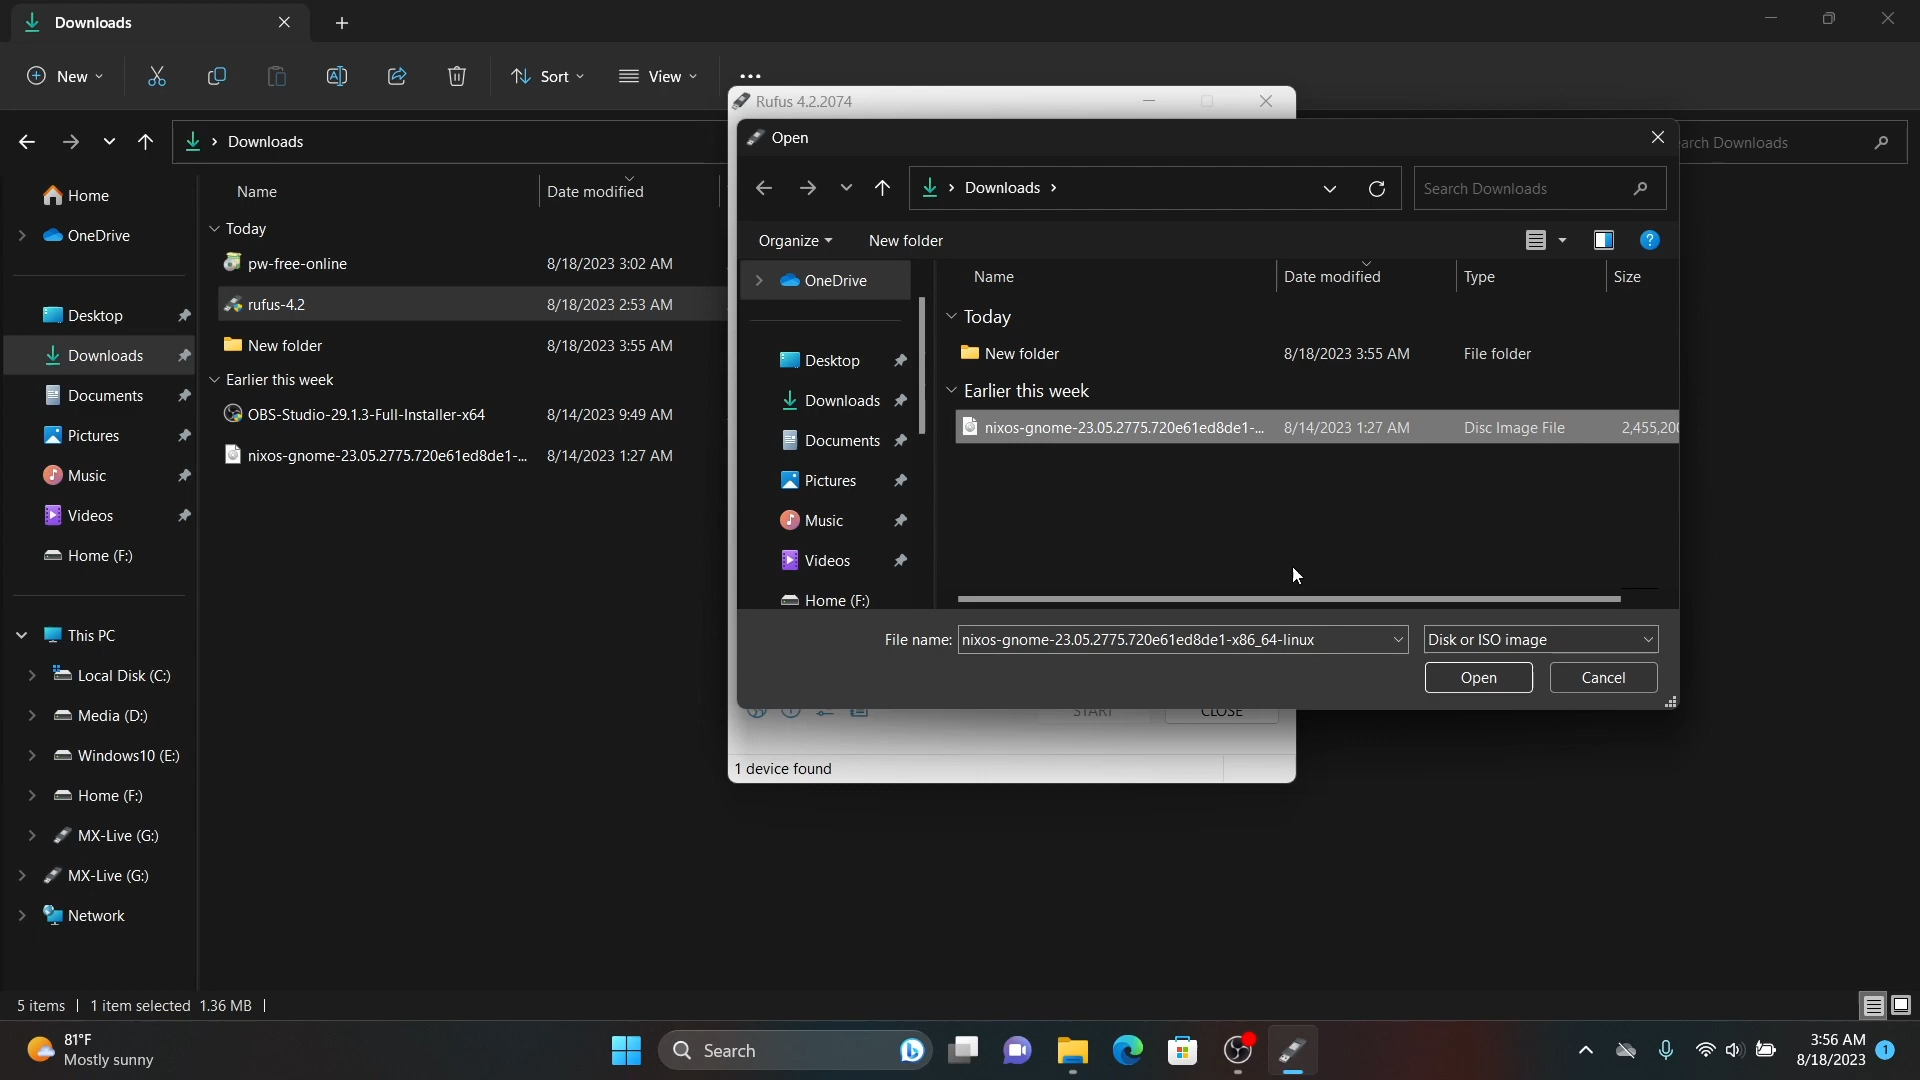 Downloads
New
Sort
View
Downloads
arch Downloads
Home
OneDrive
Desktop
Downloads
Documents
Pictures
Music
Videos
Home (F:)
This PC
Local Disk (C:)
Media (D:)
Windows10 (E:)
Home (F:)
MX-Live (G:)
MX-Live (G:)
Network
Name Date modified
Today
pw-free-online 8/18/2023 3:02 AM
rufus-4.2 8/18/2023 2:53 AM
New folder 8/18/2023 3:55 AM
Earlier this week
OBS-Studio-29.1.3-Full-Installer-x64 8/14/2023 9:49 AM
nixos-gnome-23.05.2775.720e61ed8de1-... 8/14/2023 1:27 AM
Rufus 4.2.2074
Open
Downloads
Search Downloads
Organize New folder
OneDrive
Desktop
Downloads
Documents
Pictures
Music
Videos
Home (F:)
Name Date modified Type Size
Today
New folder 8/18/2023 3:55 AM File folder
Earlier this week
nixos-gnome-23.05.2775.720e61ed8de1-... 8/14/2023 1:27 AM Disc Image File 2,455,20
File name: nixos-gnome-23.05.2775.720e61ed8de1-x86_64-linux Disk or ISO image
Open Cancel
START CLOSE
1 device found
5 items 1 item selected 1.36 MB
81°F
Mostly sunny
Search
3:56 AM
8/18/2023
1